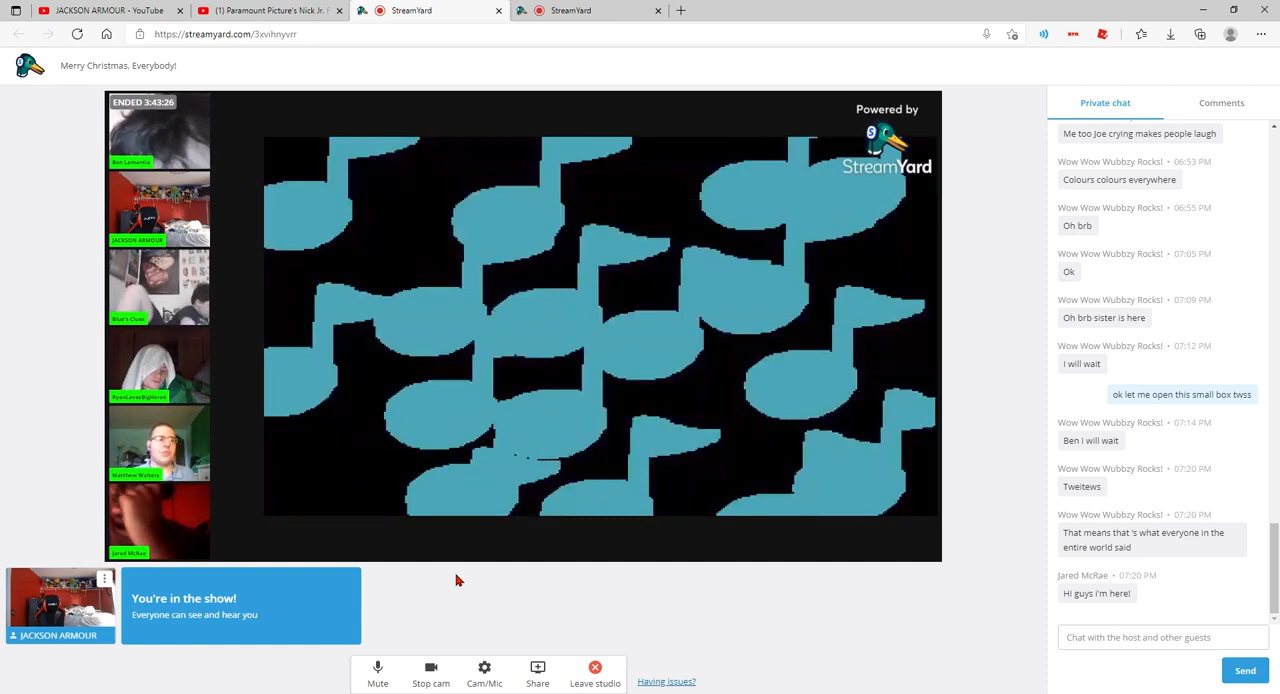 JACKSON ARMOUR - YouTube
(1) Paramount Picture's Nick Jr. F
StreamYard
StreamYard
https://streamyard.com/3xvihnyvrr
Merry Christmas, Everybody!
ENDED 3:43:26
Ben Lamantia
JACKSON ARMOUR
Blue's Clues
RyanLovesBigHero6
Matthew Walters
Jared McRae
Powered by
StreamYard
JACKSON ARMOUR
You're in the show!
Everyone can see and hear you
Mute
Stop cam
Cam/Mic
Share
Leave studio
Having issues?
Private chat
Comments
Me too Joe crying makes people laugh
Wow Wow Wubbzy Rocks! 06:53 PM
Colours colours everywhere
Wow Wow Wubbzy Rocks! 06:55 PM
Oh brb
Wow Wow Wubbzy Rocks! 07:05 PM
Ok
Wow Wow Wubbzy Rocks! 07:09 PM
Oh brb sister is here
Wow Wow Wubbzy Rocks! 07:12 PM
I will wait
ok let me open this small box twss
Wow Wow Wubbzy Rocks! 07:14 PM
Ben I will wait
Wow Wow Wubbzy Rocks! 07:20 PM
Tweitews
Wow Wow Wubbzy Rocks! 07:20 PM
That means that 's what everyone in the
entire world said
Jared McRae 07:20 PM
HI guys i'm here!
Chat with the host and other guests
Send